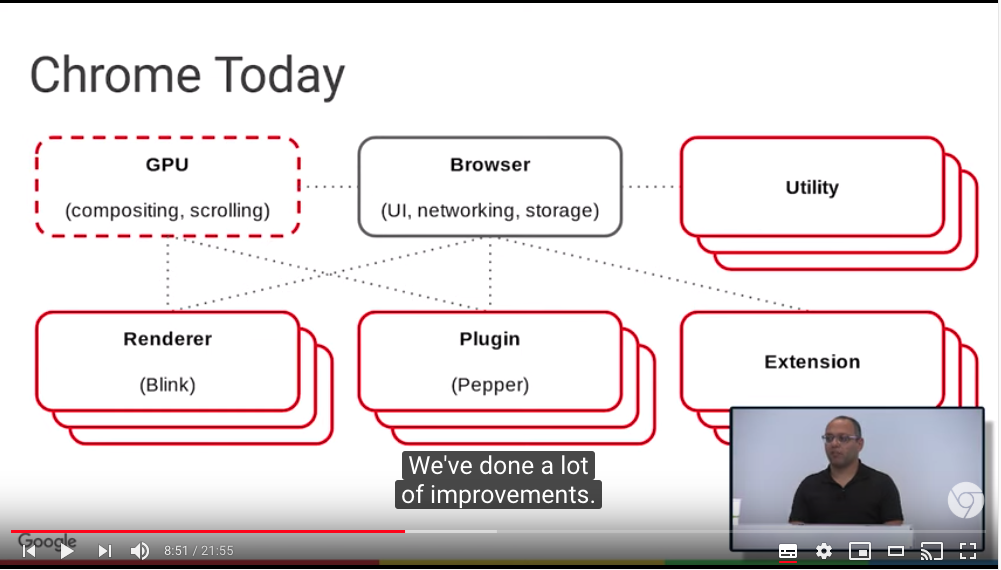 Chrome Today
GPU
(compositing, scrolling)
Browser
(UI, networking, storage)
Utility
Renderer
(Blink)
Plugin
(Pepper)
Extension
We've done a lot
of improvements.
Google
8:51 / 21:55